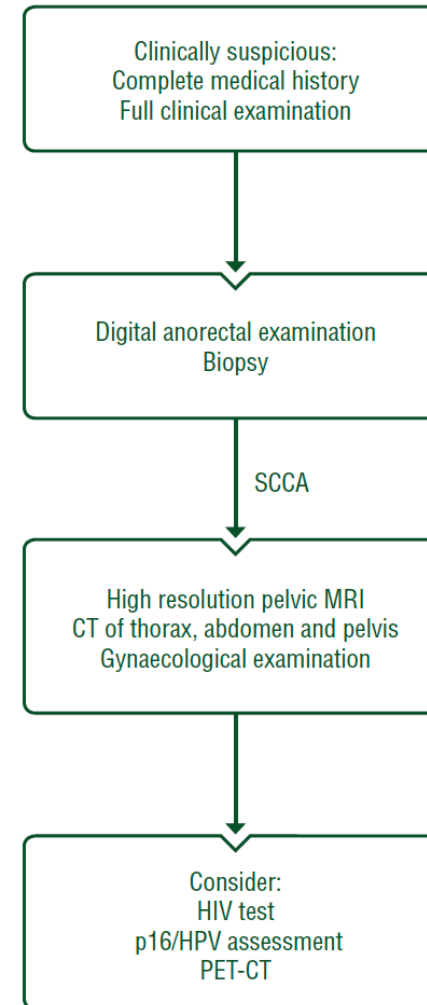 Clinically suspicious:
Complete medical history
Full clinical examination
Digital anorectal examination
Biopsy
SCCA
High resolution pelvic MRI
CT of thorax, abdomen and pelvis
Gynaecological examination
Consider:
HIV test
p16/HPV assessment
PET-CT